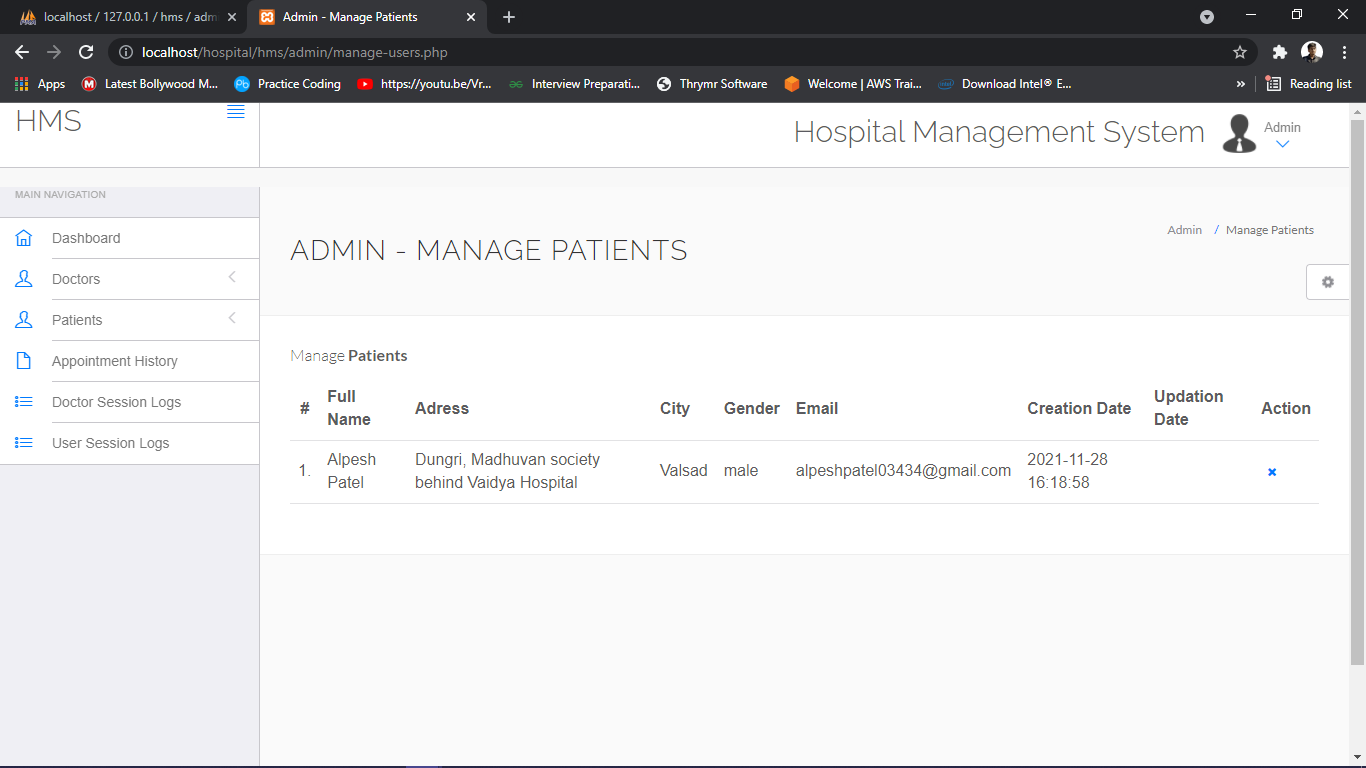 localhost / 127.0.0.1 / hms / adm
Admin - Manage Patients
localhost/hospital/hms/admin/manage-users.php
Apps
Latest Bollywood M...
Practice Coding
https://youtu.be/Vr...
Interview Preparati...
Thrymr Software
Welcome | AWS Trai...
Download Intel® E...
»
Reading list
HMS
Hospital Management System
Admin
MAIN NAVIGATION
Dashboard
Doctors
Patients
Appointment History
Doctor Session Logs
User Session Logs
ADMIN - MANAGE PATIENTS
Admin / Manage Patients
Manage Patients
# Full Name Adress City Gender Email Creation Date Updation Date Action
1. Alpesh Patel Dungri, Madhuvan society behind Vaidya Hospital Valsad male alpeshpatel03434@gmail.com 2021-11-28 16:18:58